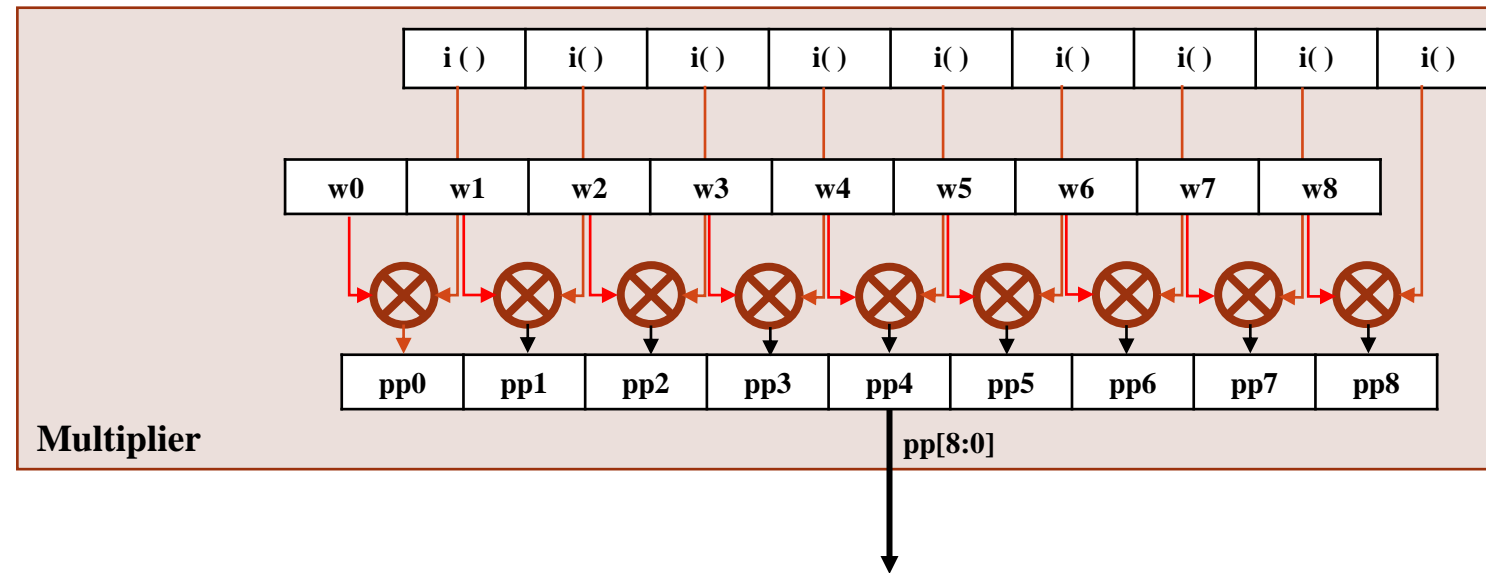 i ( ) i( ) i( ) i( ) i( ) i( ) i( ) i( ) i( )
w0 w1 w2 w3 w4 w5 w6 w7 w8
pp0 pp1 pp2 pp3 pp4 pp5 pp6 pp7 pp8
Multiplier
pp[8:0]